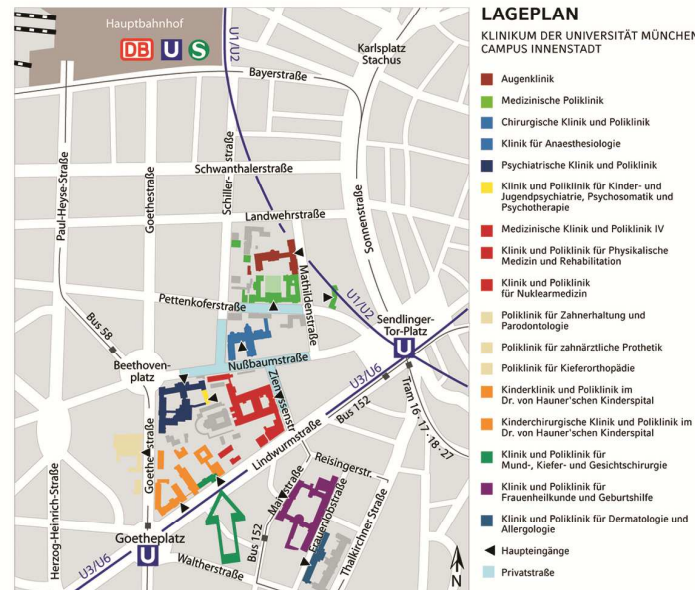 Hauptbahnhof
DB U S
U1/U2
Karlsplatz
Stachus
Bayerstraße
Paul-Heyse-Straße
Goethestraße
Schiller-
straße
Schwanthalerstraße
Sonnenstraße
Landwehrstraße
Mathildenstraße
Pettenkoferstraße
U1/U2
Sendlinger-
Tor-Platz
U
Bus 58
Nußbaumstraße
Beethoven-
platz
Ziemssenstr.
U3/U6
Bus 152
Tram 16·17·18·27
Lindwurmstraße
Goethestraße
Reisingerstr.
Maistraße
Frauenlobstraße
Thalkirchner Straße
Herzog-Heinrich-Straße
Goetheplatz
U
Bus 152
U3/U6
Waltherstraße
N
LAGEPLAN
KLINIKUM DER UNIVERSITÄT MÜNCHEN
CAMPUS INNENSTADT
Augenklinik
Medizinische Poliklinik
Chirurgische Klinik und Poliklinik
Klinik für Anaesthesiologie
Psychiatrische Klinik und Poliklinik
Klinik und Poliklinik für Kinder- und
Jugendpsychiatrie, Psychosomatik und
Psychotherapie
Medizinische Klinik und Poliklinik IV
Klinik und Poliklinik für Physikalische
Medizin und Rehabilitation
Klinik und Poliklinik
für Nuklearmedizin
Poliklinik für Zahnerhaltung und
Parodontologie
Poliklinik für zahnärztliche Prothetik
Poliklinik für Kieferorthopädie
Kinderklinik und Poliklinik im
Dr. von Hauner'schen Kinderspital
Kinderchirurgische Klinik und Poliklinik im
Dr. von Hauner'schen Kinderspital
Klinik und Poliklinik für
Mund-, Kiefer- und Gesichtschirurgie
Klinik und Poliklinik für
Frauenheilkunde und Geburtshilfe
Klinik und Poliklinik für Dermatologie und
Allergologie
Haupteingänge
Privatstraße